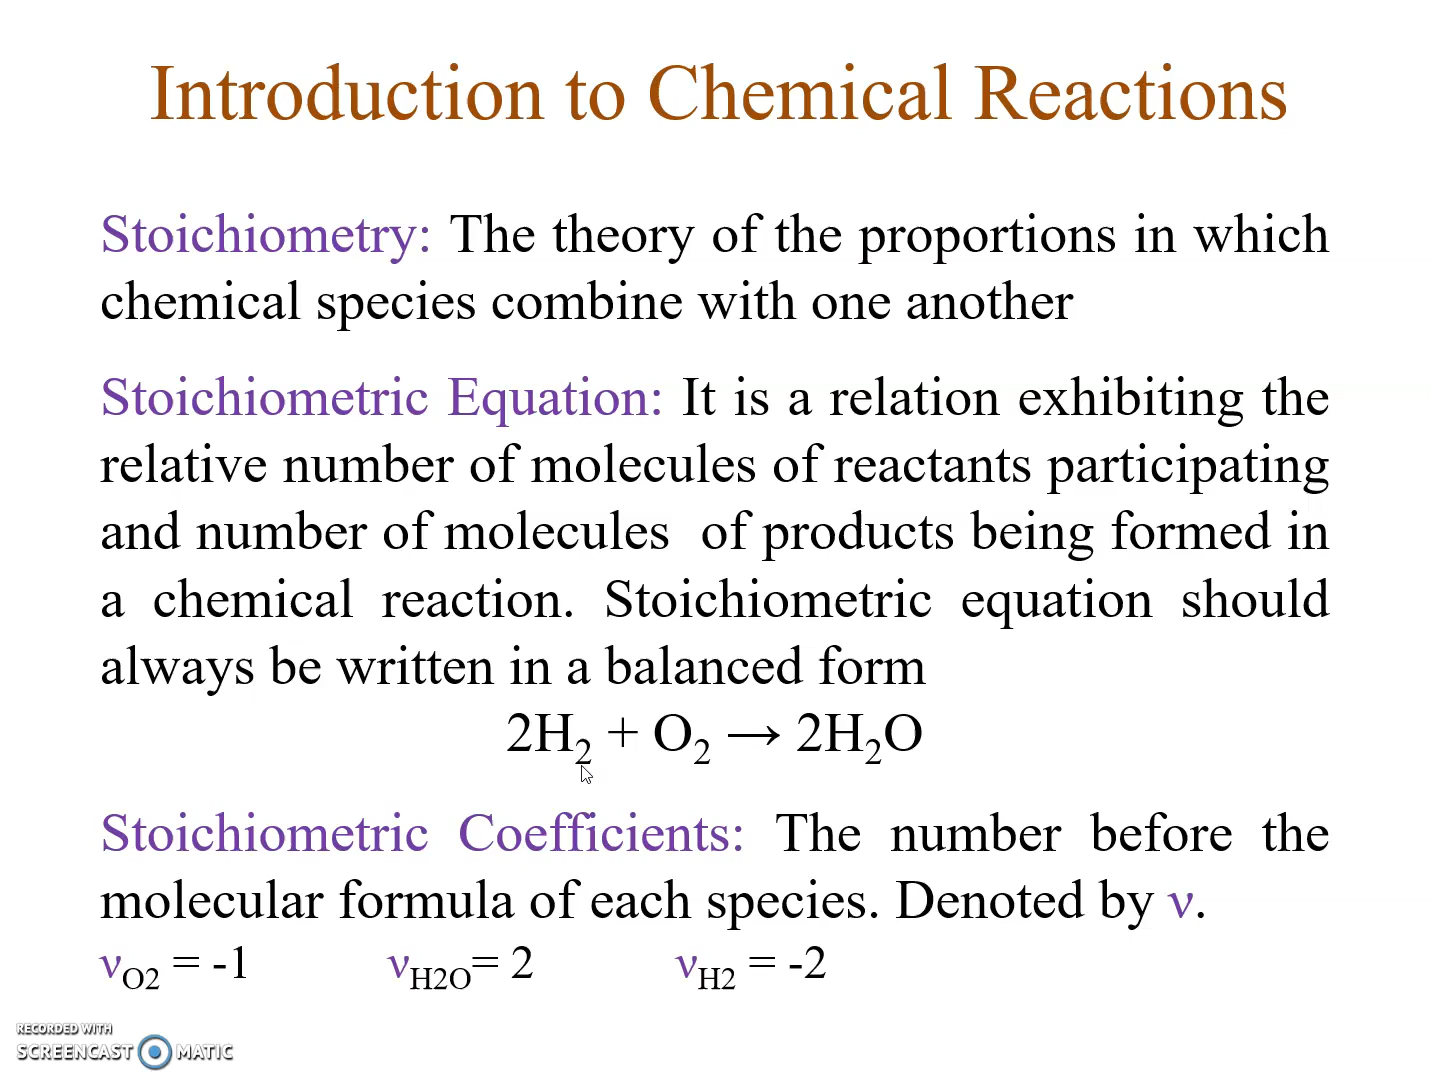 Introduction to Chemical Reactions
Stoichiometry: The theory of the proportions in which
chemical species combine with one another
Stoichiometric Equation: It is a relation exhibiting the
relative number of molecules of reactants participating
and number of molecules of products being formed in
a chemical reaction. Stoichiometric equation should
always be written in a balanced form
2H₂ + O₂ → 2H₂O
Stoichiometric Coefficients: The number before the
molecular formula of each species. Denoted by ν.
ν_O2 = -1 ν_H2O= 2 ν_H2 = -2
RECORDED WITH
SCREENCAST MATIC